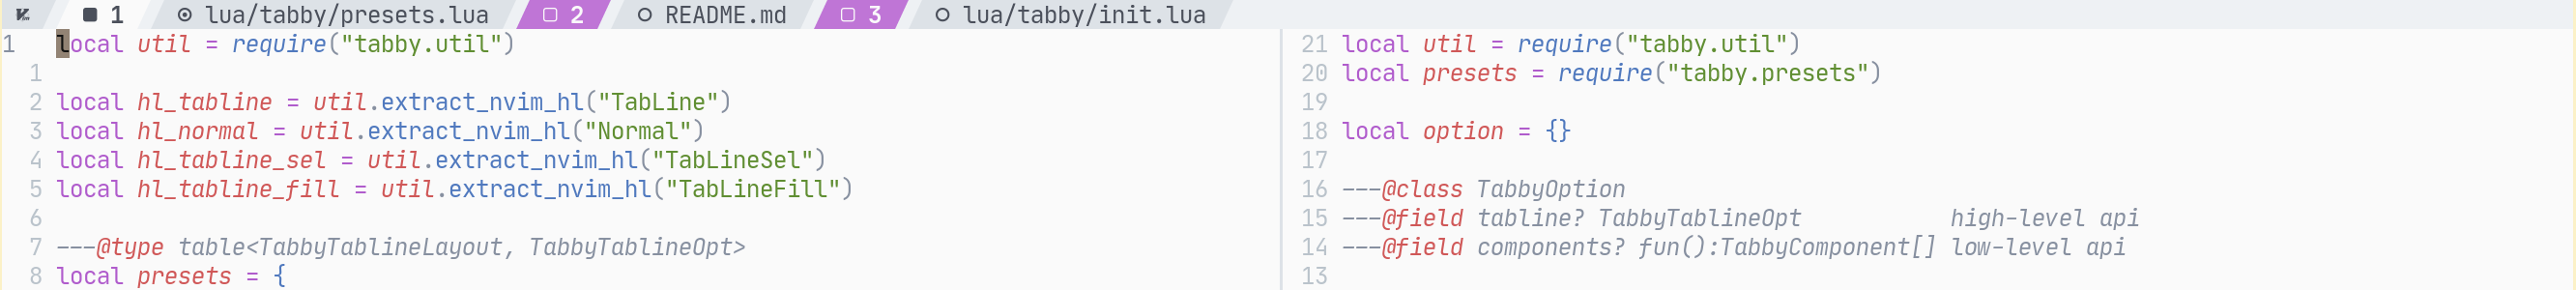 1 lua/tabby/presets.lua 2 README.md 3 lua/tabby/init.lua
1 local util = require("tabby.util")
1
2 local hl_tabline = util.extract_nvim_hl("TabLine")
3 local hl_normal = util.extract_nvim_hl("Normal")
4 local hl_tabline_sel = util.extract_nvim_hl("TabLineSel")
5 local hl_tabline_fill = util.extract_nvim_hl("TabLineFill")
6
7 ---@type table<TabbyTablineLayout, TabbyTablineOpt>
8 local presets = {
21 local util = require("tabby.util")
20 local presets = require("tabby.presets")
19
18 local option = {}
17
16 ---@class TabbyOption
15 ---@field tabline? TabbyTablineOpt           high-level api
14 ---@field components? fun():TabbyComponent[] low-level api
13